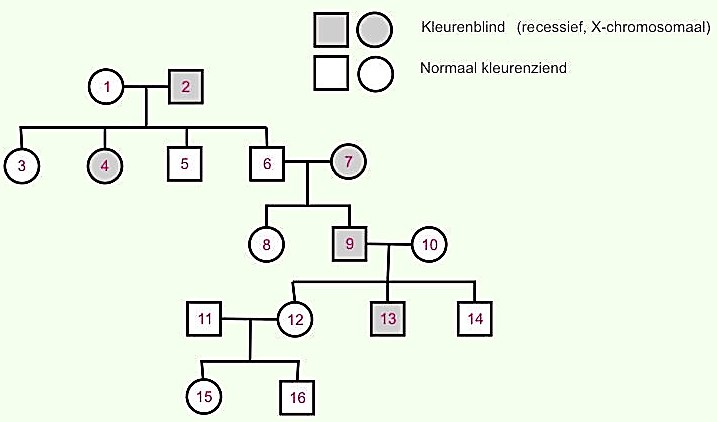 Kleurenblind (recessief, X-chromosomaal)
Normaal kleurenziend
1 2
3 4 5 6 7
8 9 10
11 12 13 14
15 16